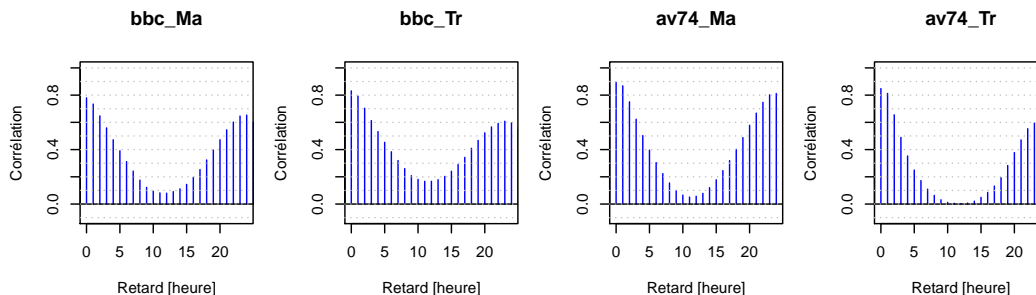 bbc_Ma
bbc_Tr
av74_Ma
av74_Tr
Corrélation
0.0 0.4 0.8
0 5 10 15 20
Retard [heure]
Corrélation
0.0 0.4 0.8
0 5 10 15 20
Retard [heure]
Corrélation
0.0 0.4 0.8
0 5 10 15 20
Retard [heure]
Corrélation
0.0 0.4 0.8
0 5 10 15 20
Retard [heure]